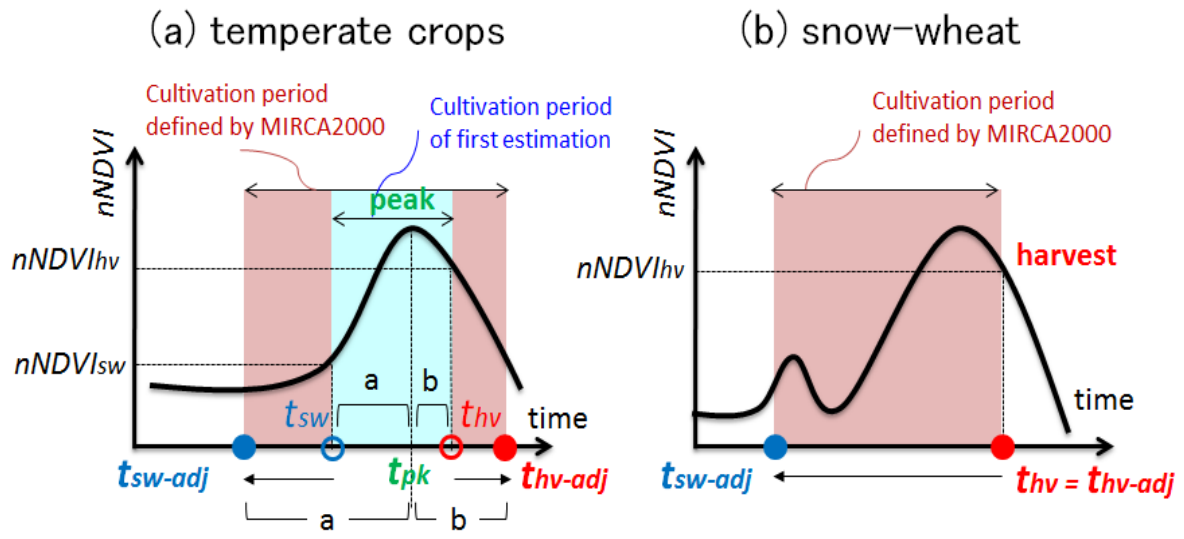 (a) temperate crops
Cultivation period
defined by MIRCA2000
Cultivation period
of first estimation
nNDVI
peak
nNDVIhv
nNDVIsw
a
b
tsw
thv
time
tsw-adj
tpk
thv-adj
a
b
(b) snow-wheat
Cultivation period
defined by MIRCA2000
nNDVI
nNDVIhv
harvest
time
tsw-adj
thv = thv-adj